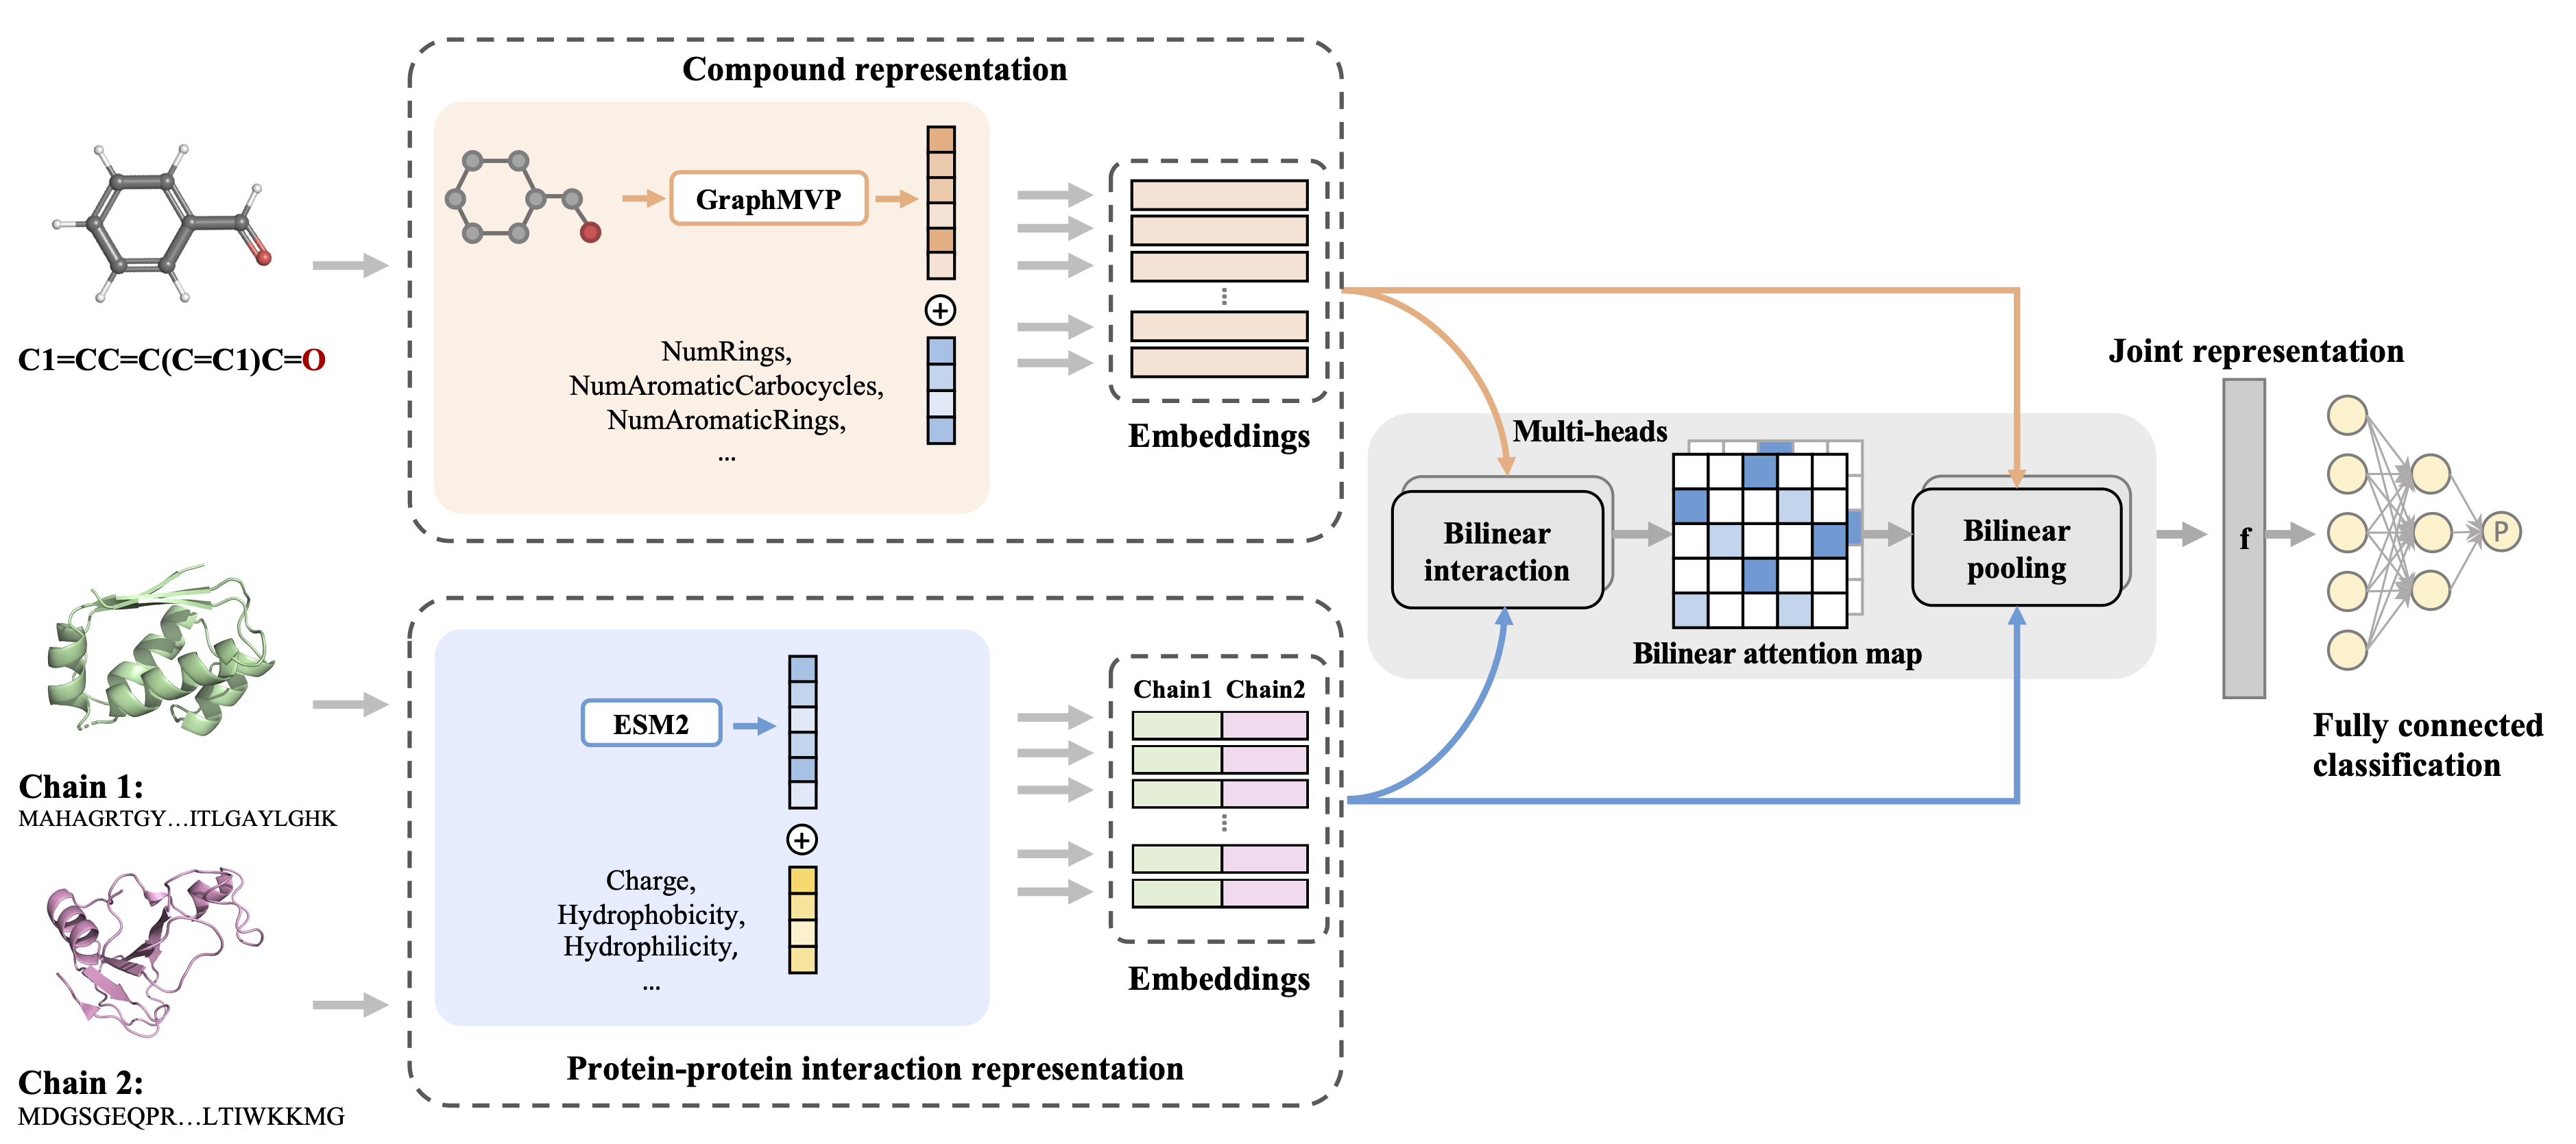 Compound representation
GraphMVP
NumRings,
NumAromaticCarbocycles,
NumAromaticRings,
...
Embeddings
C1=CC=C(C=C1)C=O
Chain 1:
MAHAGRTGY...ITLGAYLGHK
Chain 2:
MDGSGEQPR...LTIWKKMG
ESM2
Charge,
Hydrophobicity,
Hydrophilicity,
...
Chain1 Chain2
Embeddings
Protein-protein interaction representation
Multi-heads
Bilinear
interaction
Bilinear attention map
Bilinear
pooling
Joint representation
f
P
Fully connected
classification